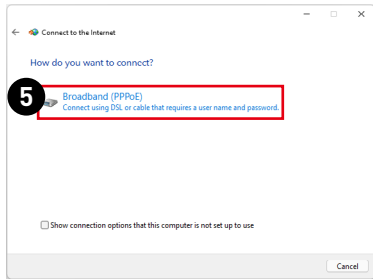 Connect to the Internet
How do you want to connect?
5
Broadband (PPPoE)
Connect using DSL or cable that requires a user name and password.
Show connection options that this computer is not set up to use
Cancel